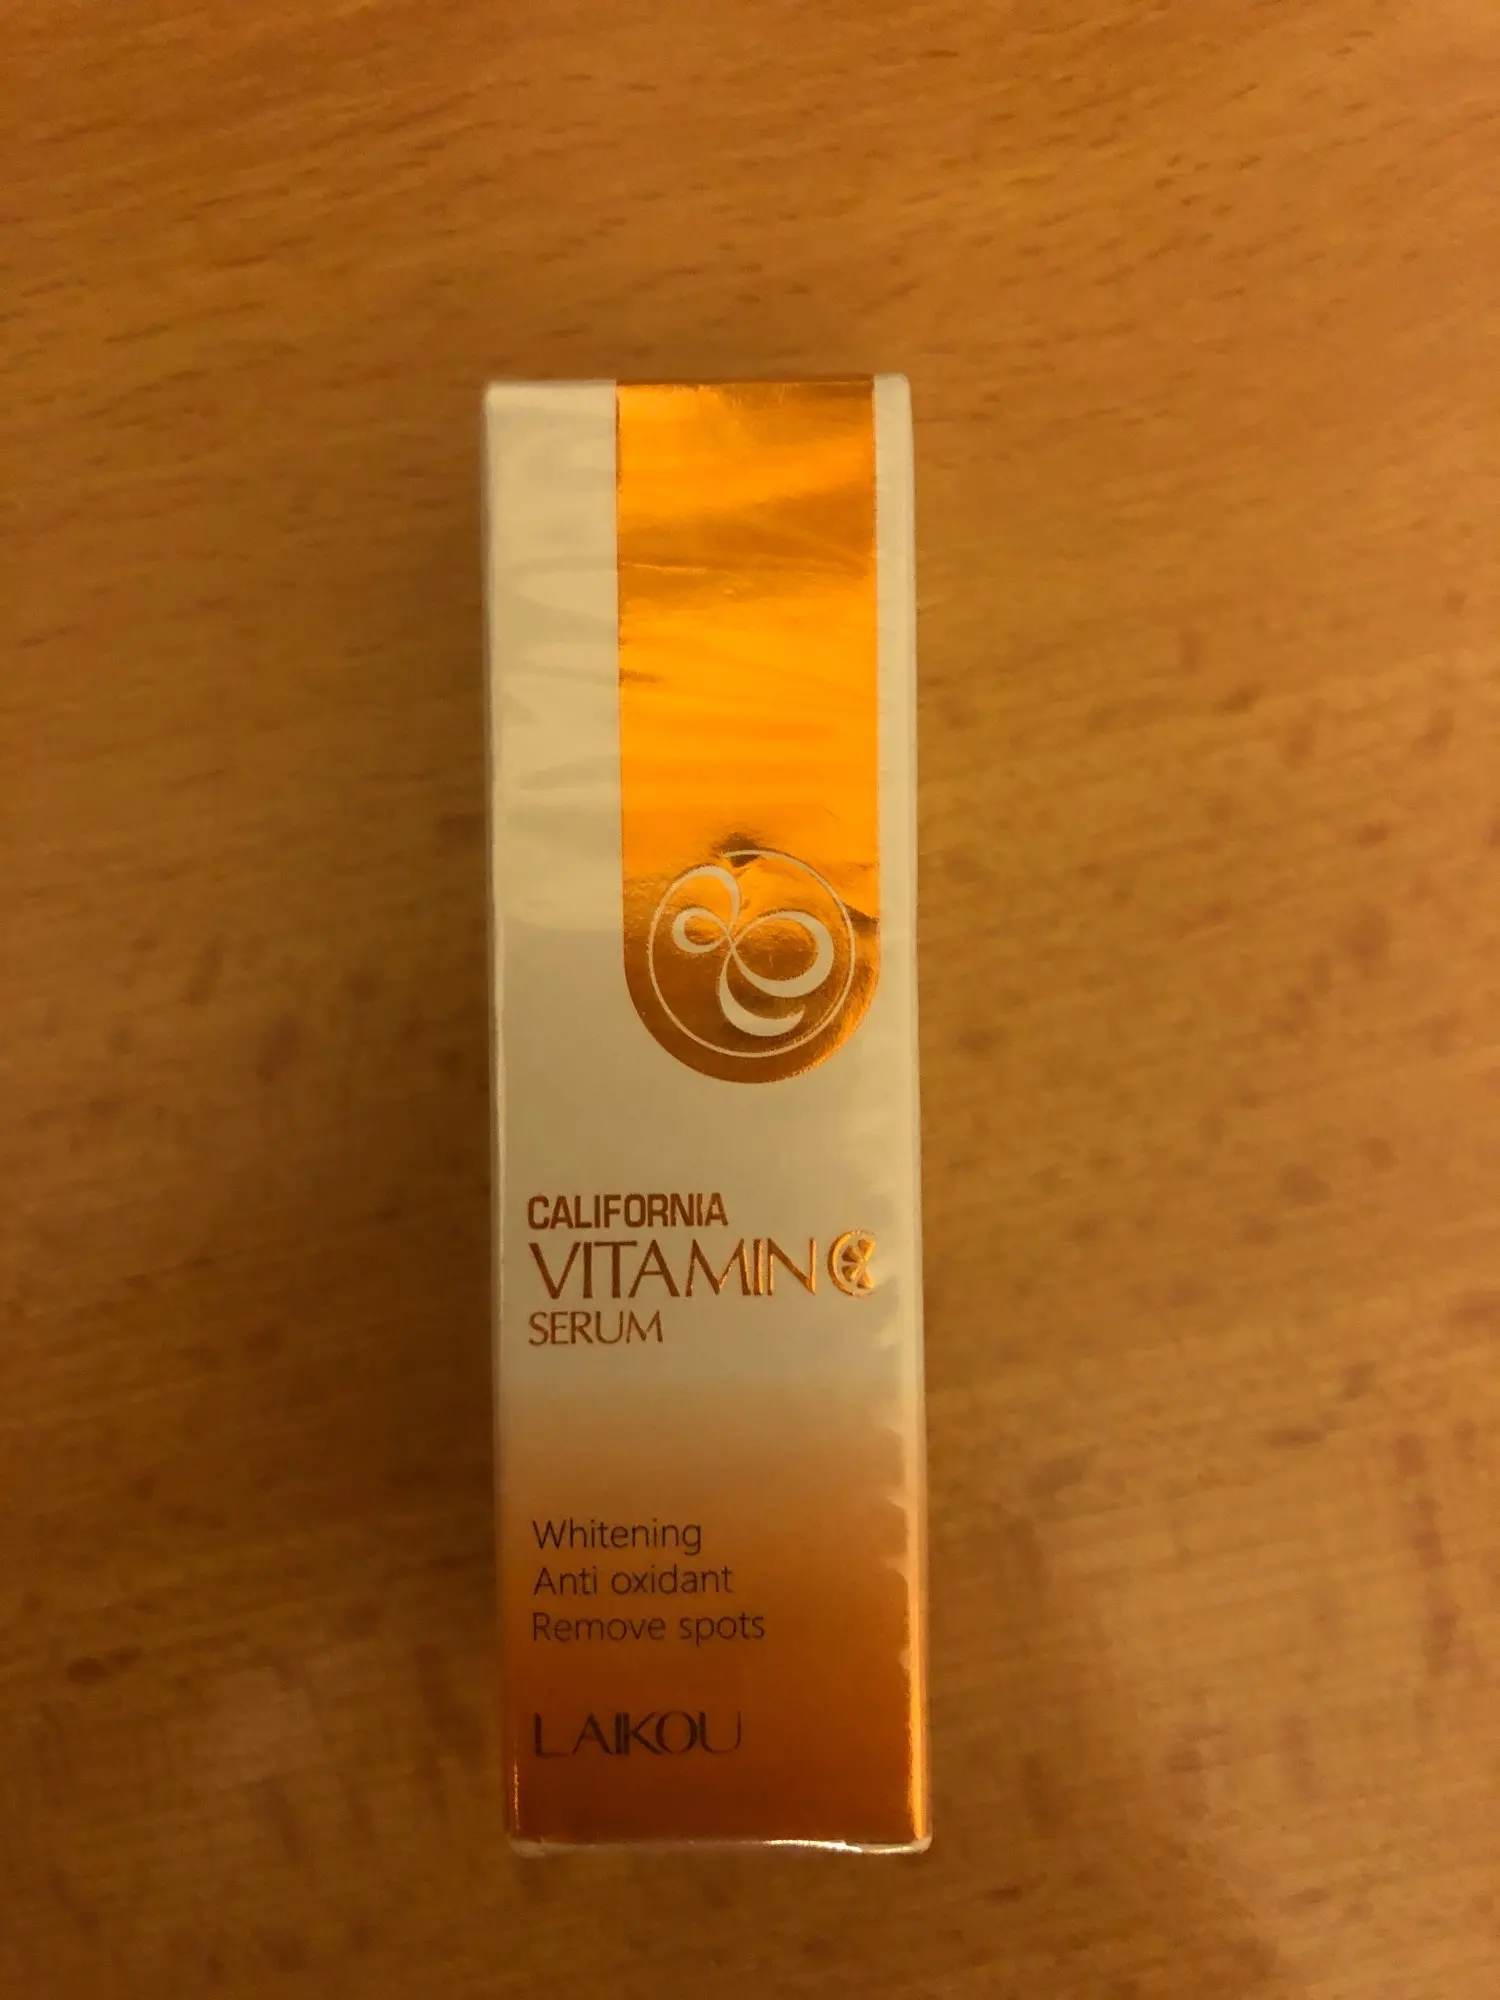 CALIFORNIA
VITAMIN C
SERUM
Whitening
Anti oxidant
Remove spots
LAIKOU